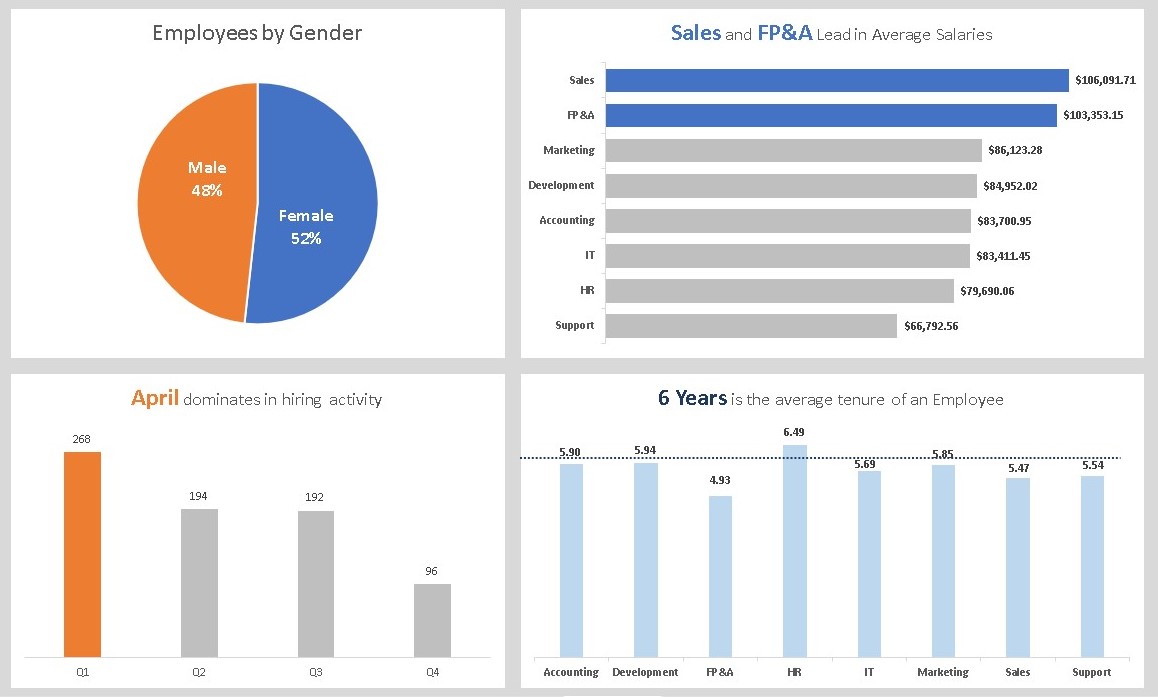 Employees by Gender
Male
48%
Female
52%
Sales and FP&A Lead in Average Salaries
Sales $106,091.71
FP&A $103,353.15
Marketing $86,123.28
Development $84,952.02
Accounting $83,700.95
IT $83,411.45
HR $79,690.06
Support $66,792.56
April dominates in hiring activity
268
194
192
96
Q1 Q2 Q3 Q4
6 Years is the average tenure of an Employee
5.90 5.94 4.93 6.49 5.69 5.85 5.47 5.54
Accounting Development FP&A HR IT Marketing Sales Support